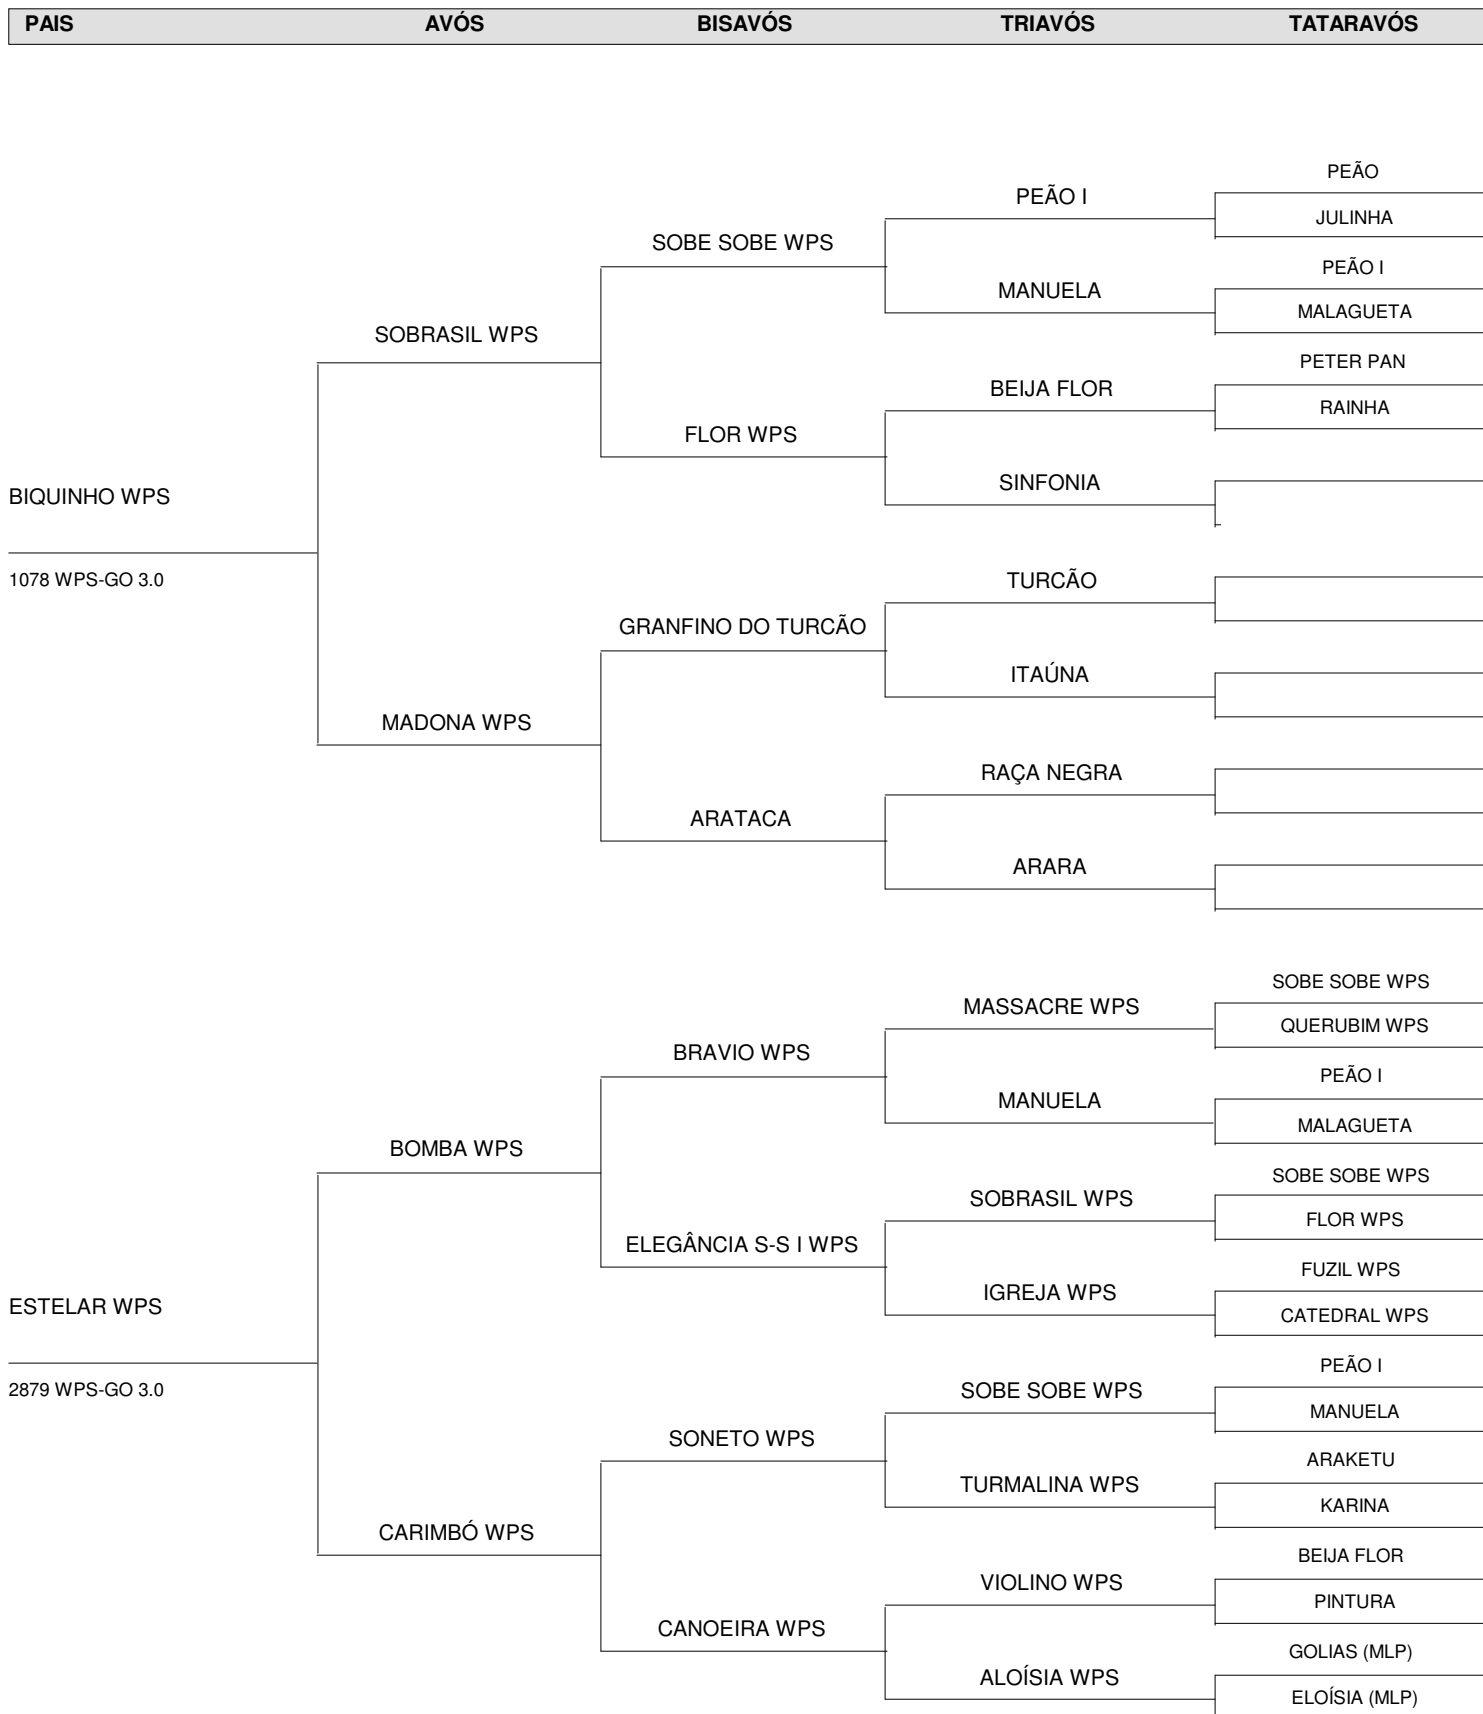 PAIS AVÓS BISAVÓS TRIAVÓS TATARAVÓS
PEÃO
PEÃO I
JULINHA
SOBE SOBE WPS
PEÃO I
MANUELA
MALAGUETA
SOBRASIL WPS
PETER PAN
BEIJA FLOR
RAINHA
FLOR WPS
SINFONIA
BIQUINHO WPS
1078 WPS-GO 3.0
TURCÃO
GRANFINO DO TURCÃO
ITAÚNA
MADONA WPS
RAÇA NEGRA
ARATACA
ARARA
SOBE SOBE WPS
MASSACRE WPS
QUERUBIM WPS
BRAVIO WPS
PEÃO I
MANUELA
MALAGUETA
BOMBA WPS
SOBE SOBE WPS
SOBRASIL WPS
FLOR WPS
ELEGÂNCIA S-S I WPS
FUZIL WPS
IGREJA WPS
CATEDRAL WPS
ESTELAR WPS
2879 WPS-GO 3.0
PEÃO I
SOBE SOBE WPS
MANUELA
SONETO WPS
ARAKETU
TURMALINA WPS
KARINA
CARIMBÓ WPS
BEIJA FLOR
VIOLINO WPS
PINTURA
CANOEIRA WPS
GOLIAS (MLP)
ALOÍSIA WPS
ELOÍSIA (MLP)